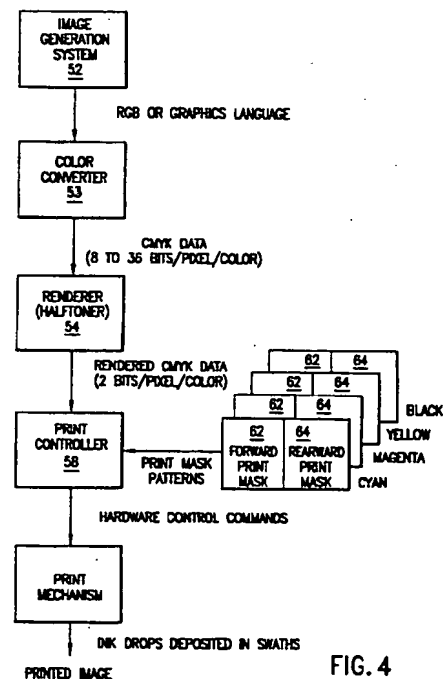 IMAGE
GENERATION
SYSTEM
52
RGB OR GRAPHICS LANGUAGE
COLOR
CONVERTER
53
CMYK DATA
(8 TO 36 BITS/PIXEL/COLOR)
RENDERER
(HALFTONER)
54
RENDERED CMYK DATA
(2 BITS/PIXEL/COLOR)
62 64
BLACK
62 64
YELLOW
62 64
MAGENTA
62 64
FORWARD PRINT MASK
REARWARD PRINT MASK
CYAN
PRINT
CONTROLLER
58
PRINT MASK
PATTERNS
HARDWARE CONTROL COMMANDS
PRINT
MECHANISM
INK DROPS DEPOSITED IN SWATHS
PRINTED IMAGE
FIG. 4